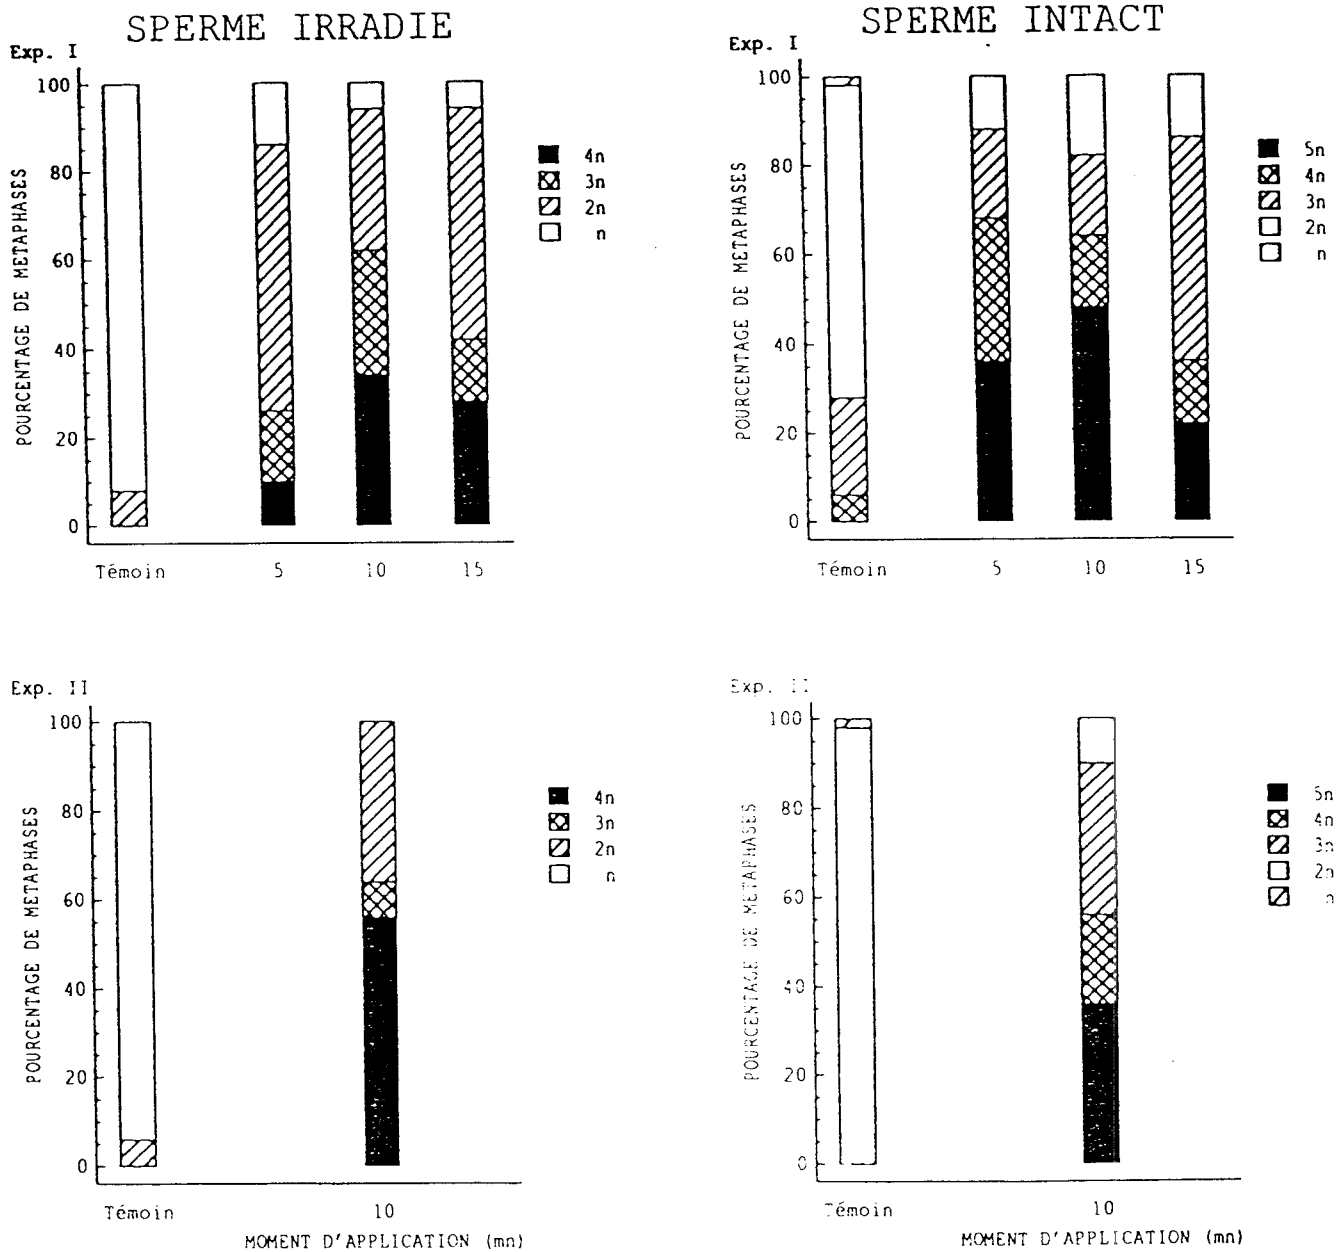 SPERME IRRADIE
Exp. I
POURCENTAGE DE METAPHASES
100
80
60
40
20
0
Témoin 5 10 15
4n
3n
2n
n
SPERME INTACT
Exp. I
POURCENTAGE DE METAPHASES
100
80
60
40
20
0
Témoin 5 10 15
5n
4n
3n
2n
n
Exp. II
POURCENTAGE DE METAPHASES
100
80
60
40
20
0
Témoin 10
MOMENT D'APPLICATION (mn)
4n
3n
2n
n
Exp. II
POURCENTAGE DE METAPHASES
100
80
60
40
20
0
Témoin 10
MOMENT D'APPLICATION (mn)
5n
4n
3n
2n
n